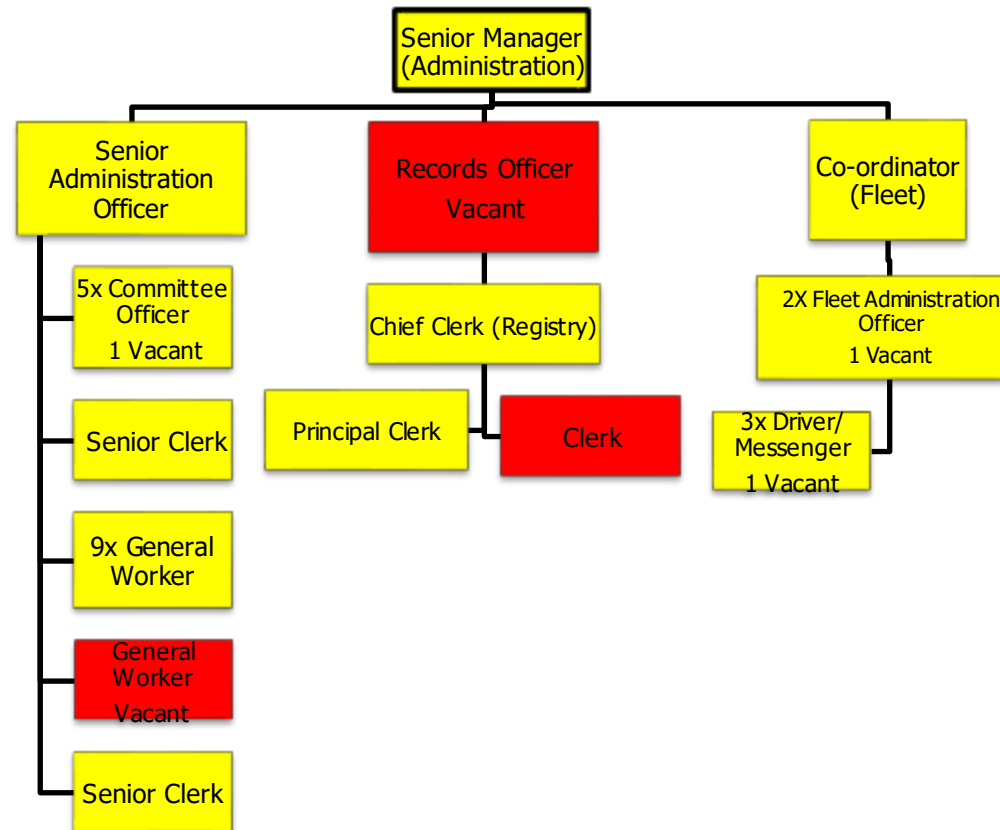 Senior Manager
(Administration)
Senior
Administration
Officer
Records Officer
Vacant
Co-ordinator
(Fleet)
5x Committee
Officer
1 Vacant
Chief Clerk (Registry)
2X Fleet Administration
Officer
1 Vacant
Senior Clerk
Principal Clerk
Clerk
3x Driver/
Messenger
1 Vacant
9x General
Worker
General
Worker
Vacant
Senior Clerk